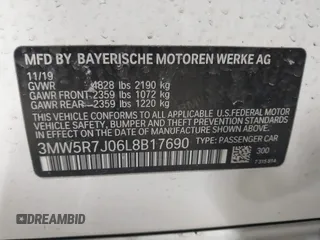 MFD BY BAYERISCHE MOTOREN WERKE AG
11/19
GVWR 4828 lbs 2190 kg
GAWR FRONT 2359 lbs 1072 kg
GAWR REAR 2359 lbs 1220 kg
THIS VEHICLE CONFORMS TO ALL APPLICABLE U.S. FEDERAL MOTOR
VEHICLE SAFETY, BUMPER, AND THEFT PREVENTION
STANDARDS IN EFFECT ON THE DATE OF
MANUFACTURE SHOWN ABOVE.
3MW5R7J06L8B17690 TYPE: PASSENGER CAR
300
DREAMBID